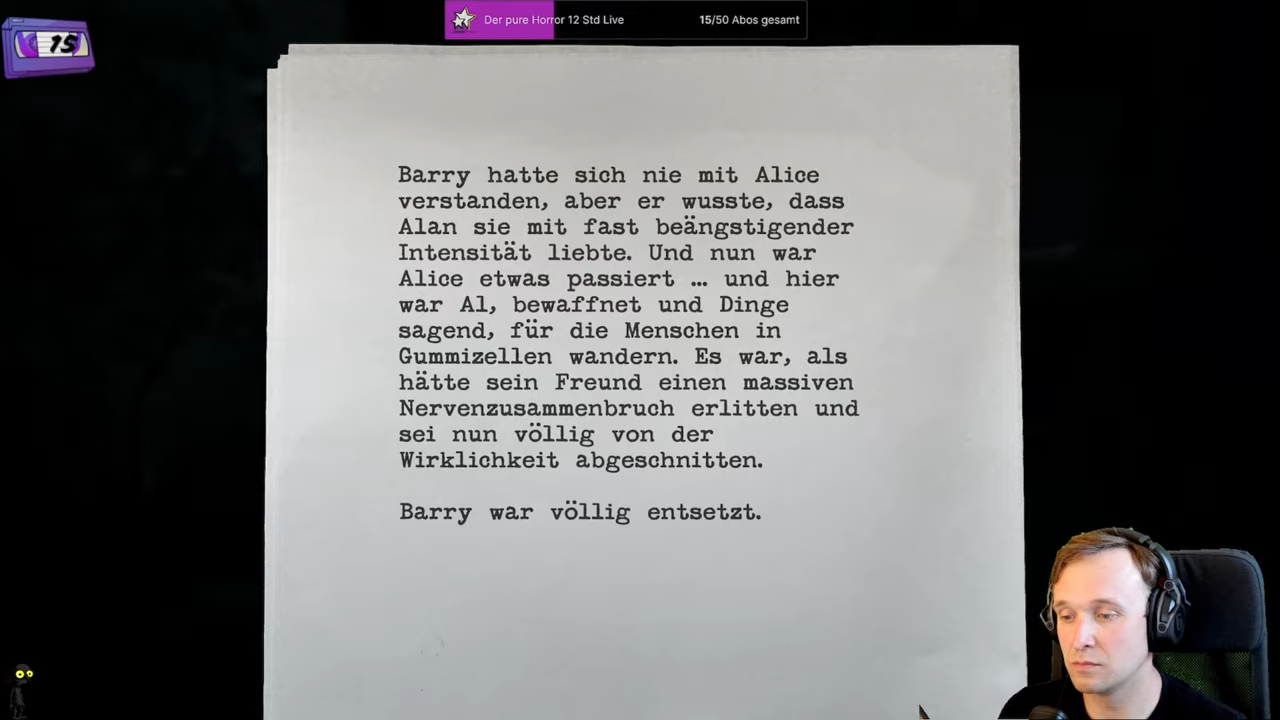 Der pure Horror 12 Std Live 15/50 Abos gesamt
15
Barry hatte sich nie mit Alice
verstanden, aber er wusste, dass
Alan sie mit fast beängstigender
Intensität liebte. Und nun war
Alice etwas passiert … und hier
war Al, bewaffnet und Dinge
sagend, für die Menschen in
Gummizellen wandern. Es war, als
hätte sein Freund einen massiven
Nervenzusammenbruch erlitten und
sei nun völlig von der
Wirklichkeit abgeschnitten.
Barry war völlig entsetzt.